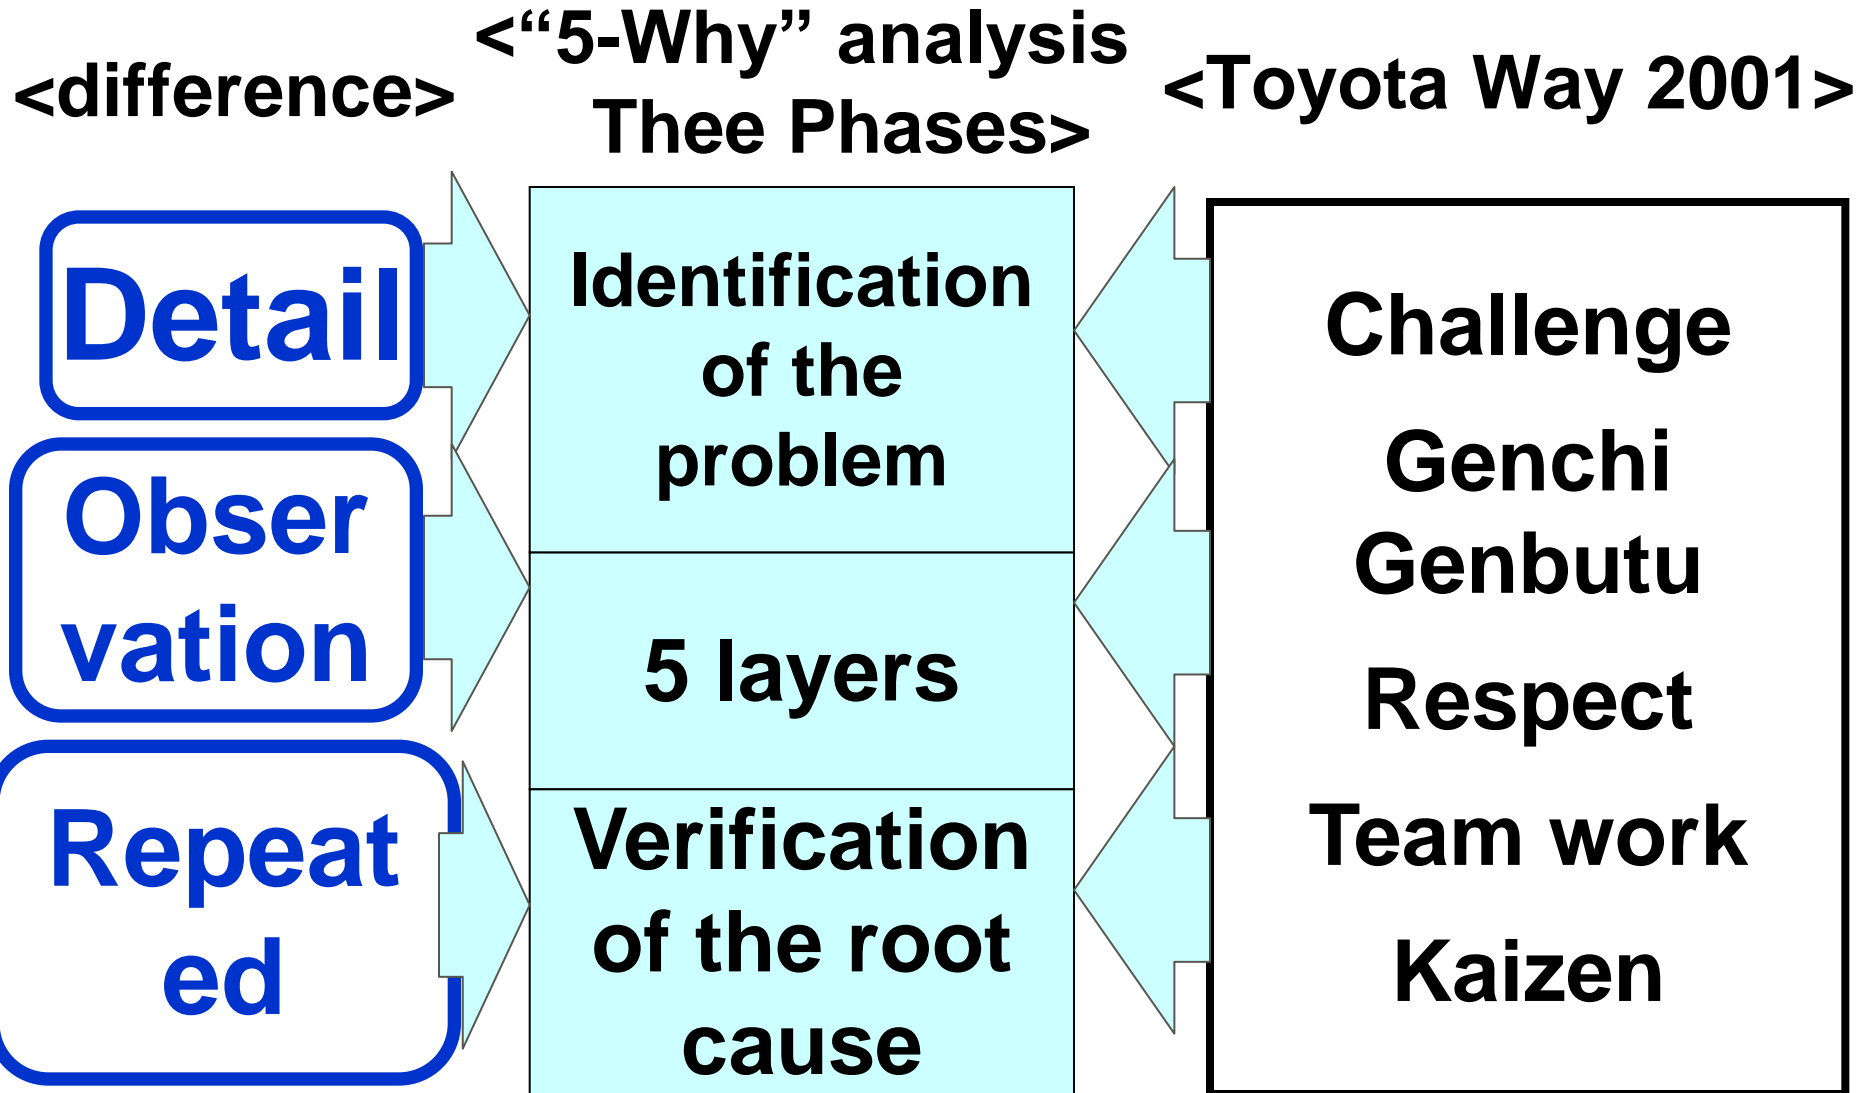 <difference>
<“5-Why” analysis
Thee Phases>
<Toyota Way 2001>
Detail
Obser
vation
Repeat
ed
Identification
of the
problem
5 layers
Verification
of the root
cause
Challenge
Genchi
Genbutu
Respect
Team work
Kaizen